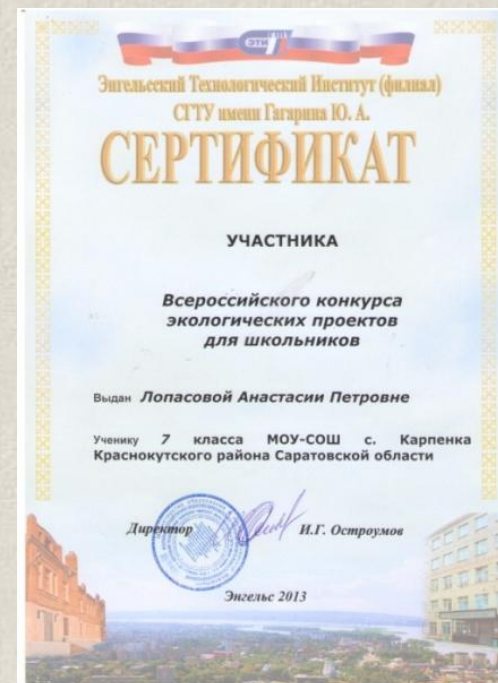 ЭТИ
Энгельсский Технологический Институт (филиал)
СГТУ имени Гагарина Ю. А.
СЕРТИФИКАТ
УЧАСТНИКА
Всероссийского конкурса
экологических проектов
для школьников
Выдан Лопасовой Анастасии Петровне
Ученику 7 класса МОУ-СОШ с. Карпенка
Краснокутского района Саратовской области
Директор И.Г. Остроумов
Энгельс 2013